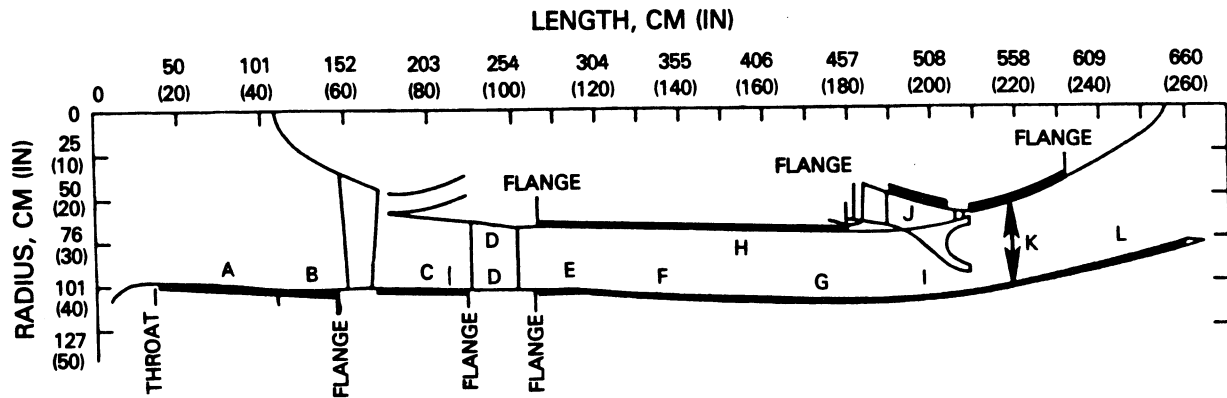 LENGTH, CM (IN)
50 101 152 203 254 304 355 406 457 508 558 609 660
0 (20) (40) (60) (80) (100) (120) (140) (160) (180) (200) (220) (240) (260)
RADIUS, CM (IN)
0
25
(10)
50
(20)
76
(30)
101
(40)
127
(50)
FLANGE
FLANGE
FLANGE
J
D
H
K
L
A B C D E F G I
THROAT
FLANGE
FLANGE
FLANGE